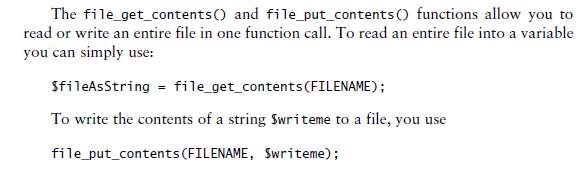 The file_get_contents() and file_put_contents() functions allow you to
read or write an entire file in one function call. To read an entire file into a variable
you can simply use:
$fileAsString = file_get_contents(FILENAME);
To write the contents of a string $writeme to a file, you use
file_put_contents(FILENAME, $writeme);